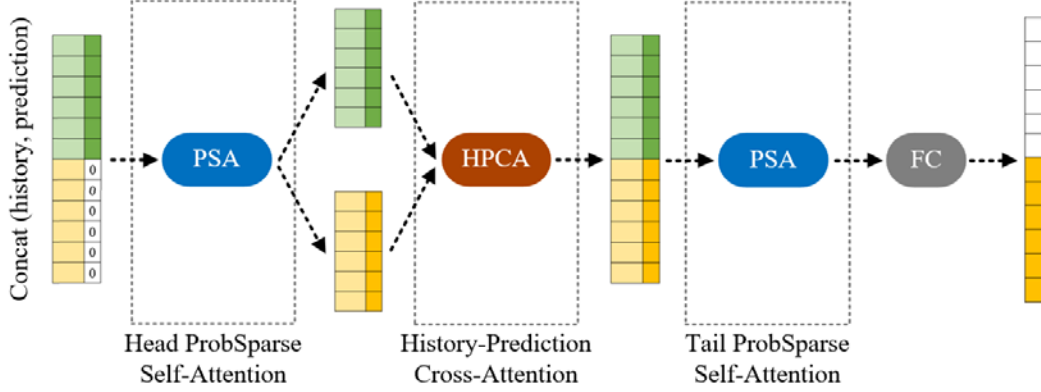 Concat (history, prediction)
0
0
0
0
0
0
PSA
HPCA
PSA
FC
Head ProbSparse
Self-Attention
History-Prediction
Cross-Attention
Tail ProbSparse
Self-Attention